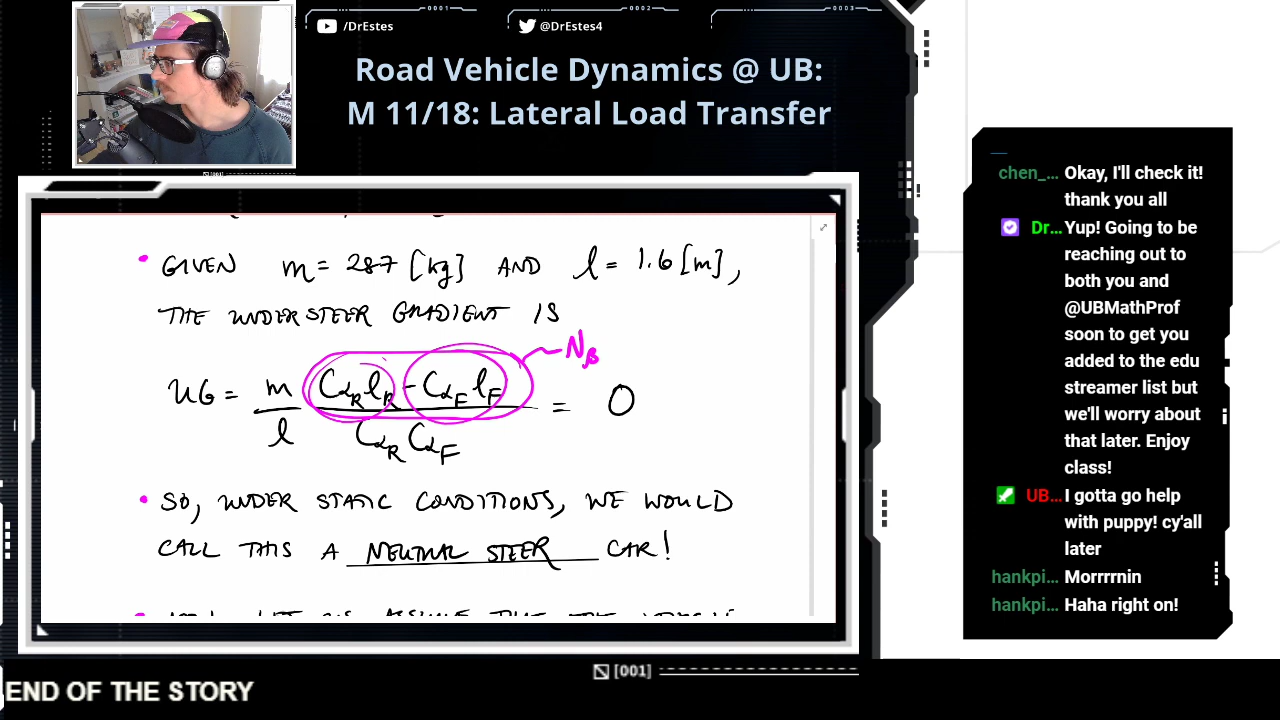 0001
0002
0003
/DrEstes
@DrEstes4
Road Vehicle Dynamics @ UB:
M 11/18: Lateral Load Transfer
[001]
• GIVEN m = 287 [kg] AND l = 1.6 [m],
THE UNDERSTEER GRADIENT IS
Nβ
UG = m/l (CαR lR - CαF lF)/(CαR CαF) = 0
• SO, UNDER STATIC CONDITIONS, WE WOULD
CALL THIS A NEUTRAL STEER CAR!
chen_... Okay, I'll check it!
thank you all
Dr... Yup! Going to be
reaching out to
both you and
@UBMathProf
soon to get you
added to the edu
streamer list but
we'll worry about
that later. Enjoy
class!
UB... I gotta go help
with puppy! cy'all
later
hankpi... Morrrrnin
hankpi... Haha right on!
[001]
END OF THE STORY